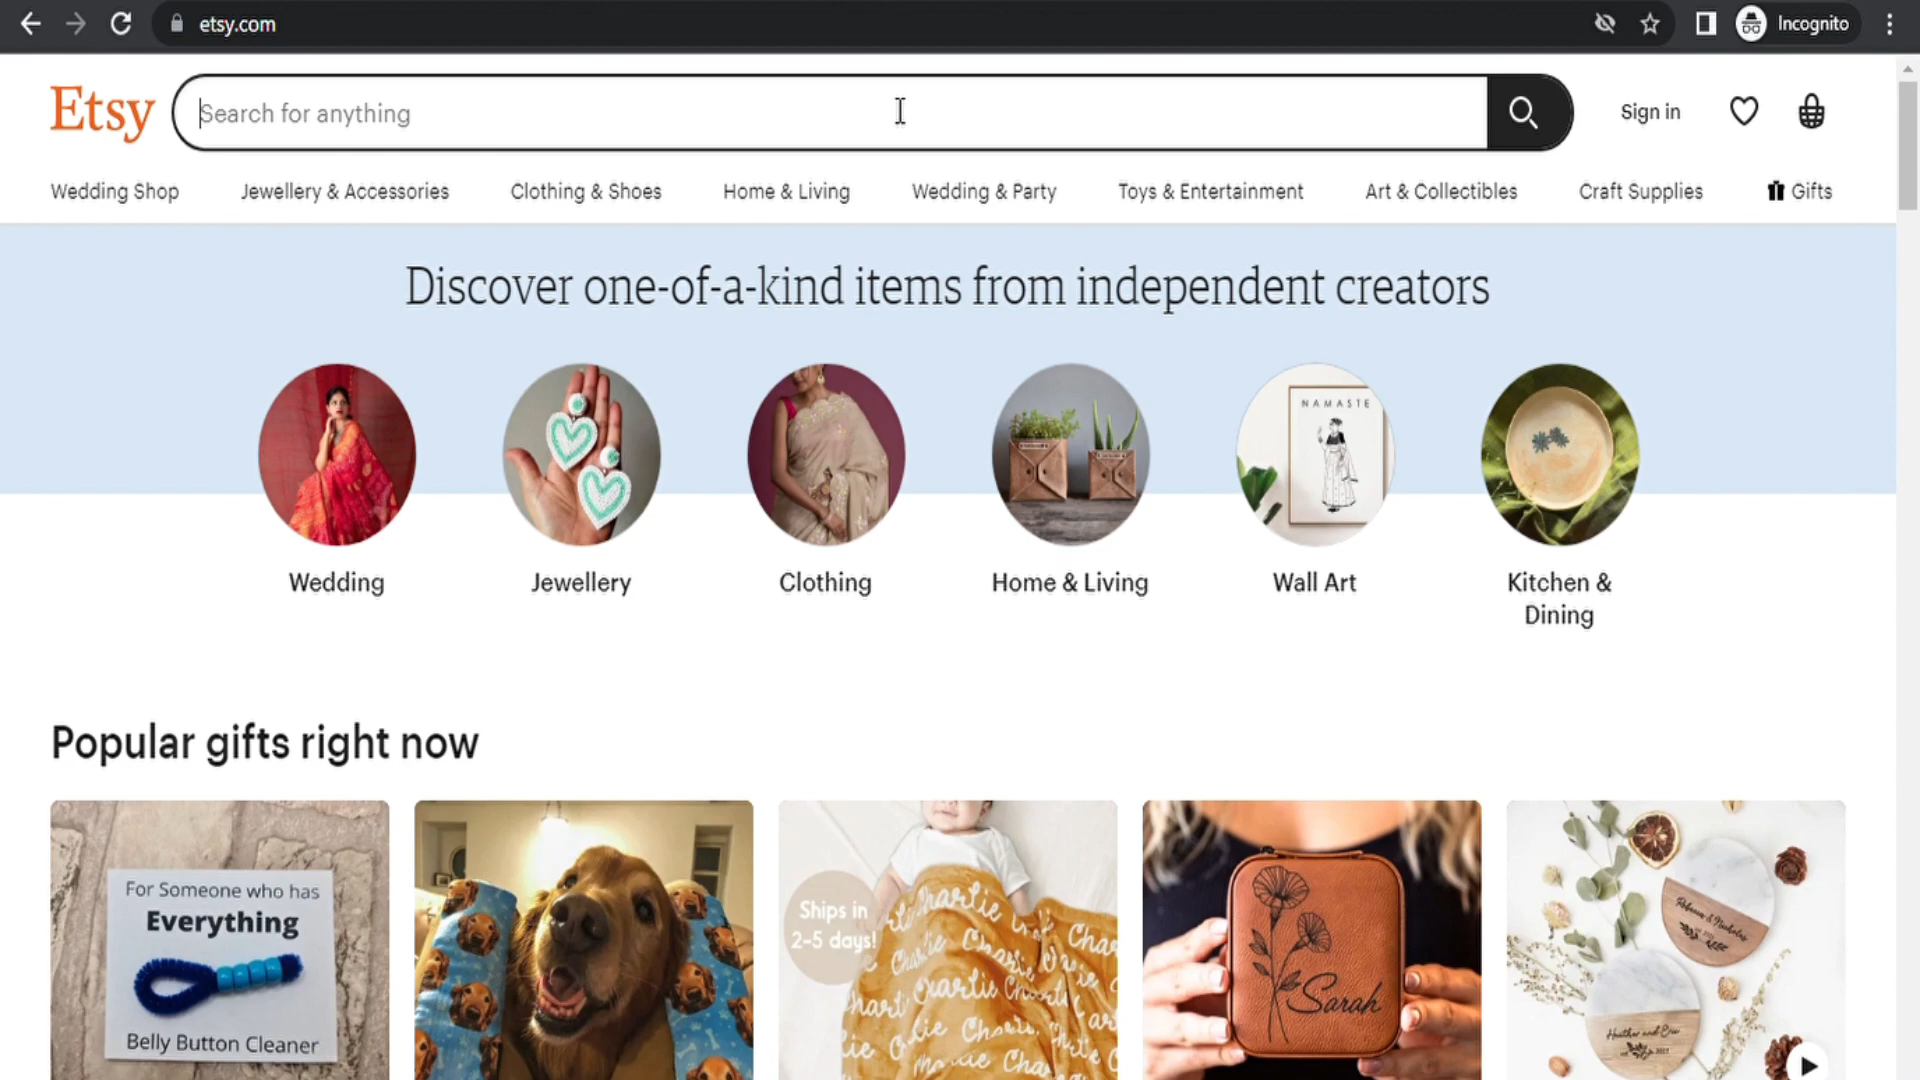 etsy.com
Incognito
Etsy
Search for anything
Sign in
Wedding Shop
Jewellery & Accessories
Clothing & Shoes
Home & Living
Wedding & Party
Toys & Entertainment
Art & Collectibles
Craft Supplies
Gifts
Discover one-of-a-kind items from independent creators
NAMASTE
Wedding
Jewellery
Clothing
Home & Living
Wall Art
Kitchen &
Dining
Popular gifts right now
For Someone who has
Everything
Belly Button Cleaner
Ships in
2-5 days!
Charlie
Sarah